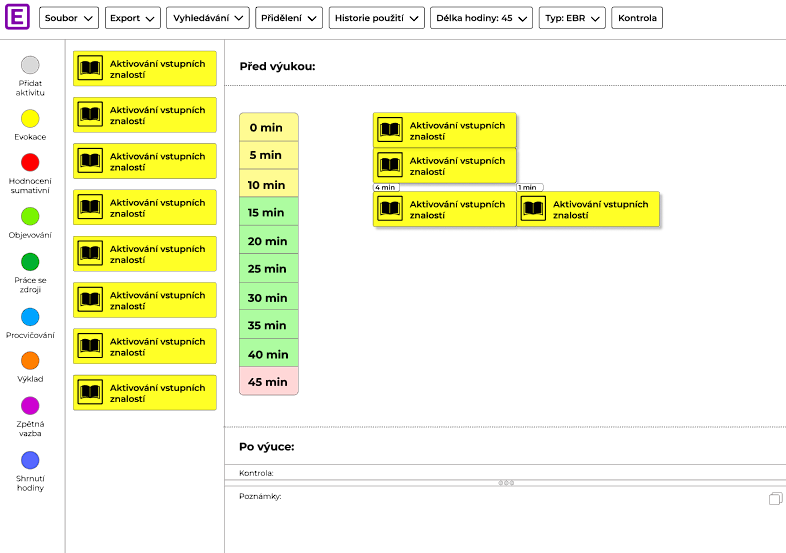 E
Soubor
Export
Vyhledávání
Přidělení
Historie použití
Délka hodiny: 45
Typ: EBR
Kontrola
Přidat
aktivitu
Evokace
Hodnocení
sumativní
Objevování
Práce se
zdroji
Procvičování
Výklad
Zpětná
vazba
Shrnutí
hodiny
Aktivování vstupních
znalostí
Aktivování vstupních
znalostí
Aktivování vstupních
znalostí
Aktivování vstupních
znalostí
Aktivování vstupních
znalostí
Aktivování vstupních
znalostí
Aktivování vstupních
znalostí
Aktivování vstupních
znalostí
Před výukou:
0 min
5 min
10 min
15 min
20 min
25 min
30 min
35 min
40 min
45 min
Aktivování vstupních
znalostí
Aktivování vstupních
znalostí
4 min
1 min
Aktivování vstupních
znalostí
Aktivování vstupních
znalostí
Po výuce:
Kontrola:
Poznámky: